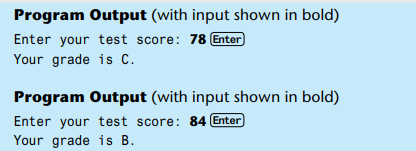 Program Output (with input shown in bold)
Enter your test score: 78 Enter
Your grade is C.
Program Output (with input shown in bold)
Enter your test score: 84 Enter
Your grade is B.